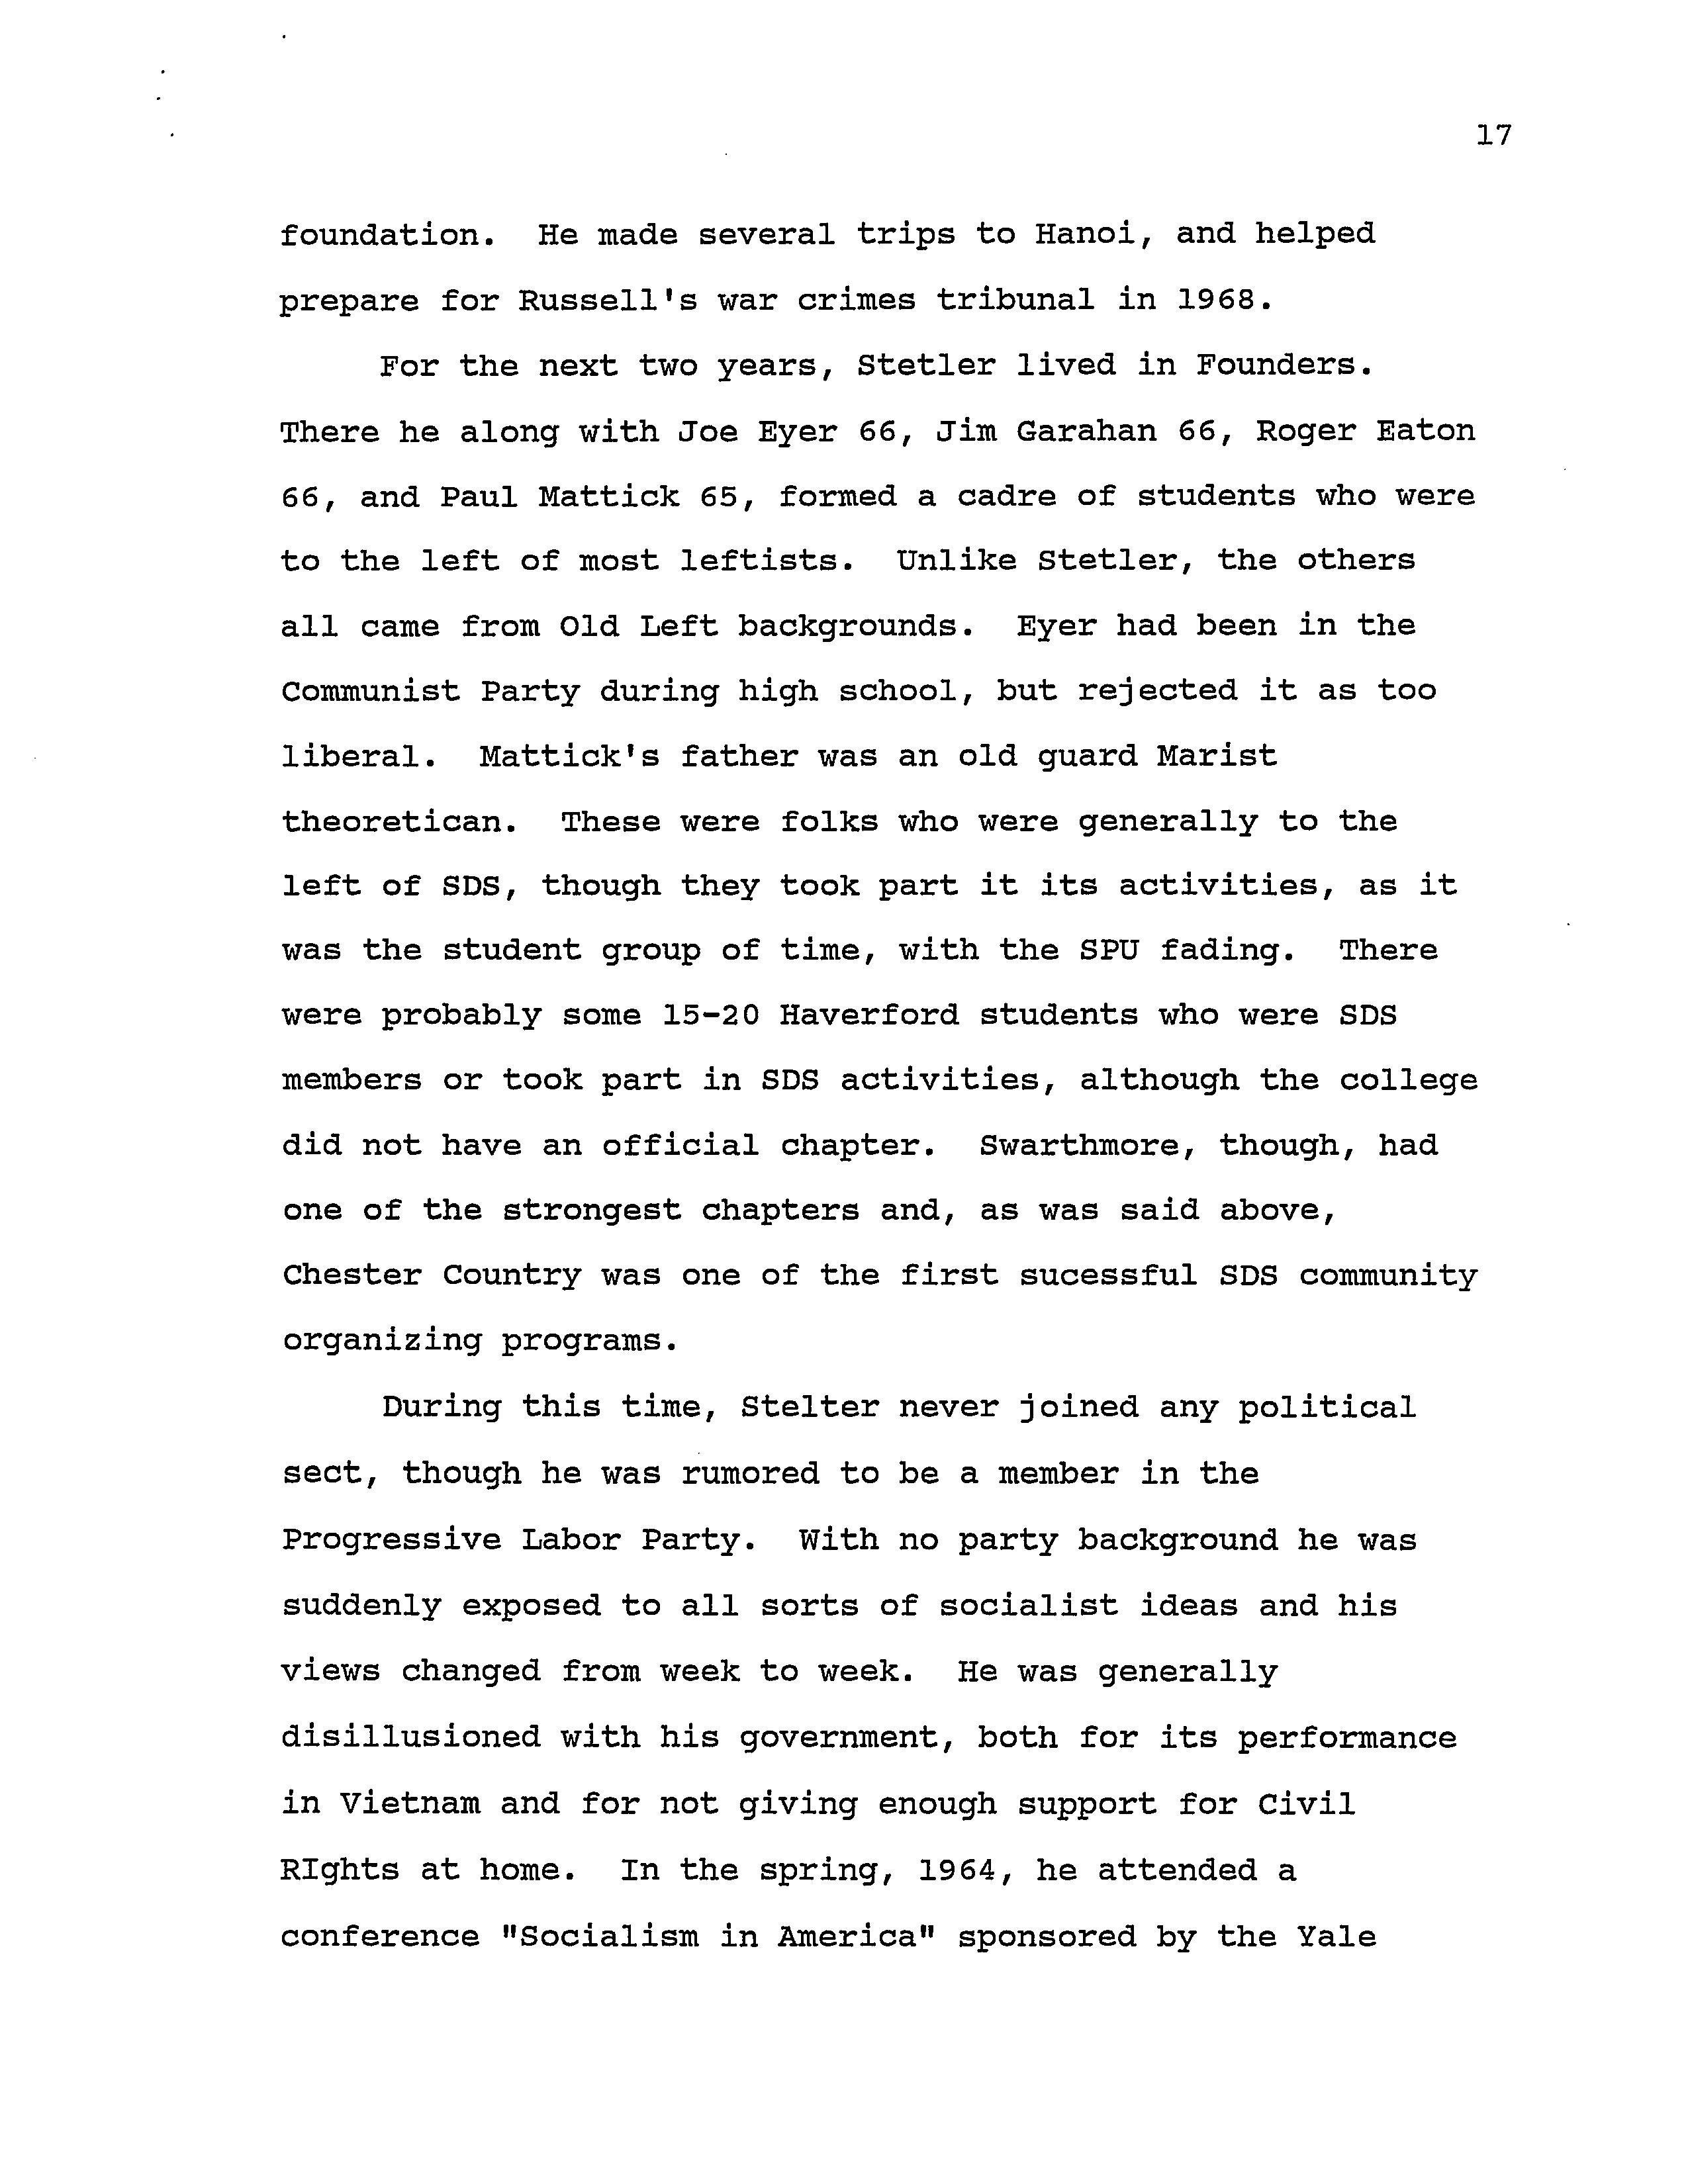 17
foundation.  He made several trips to Hanoi, and helped
prepare for Russell's war crimes tribunal in 1968.
For the next two years, Stetler lived in Founders.
There he along with Joe Eyer 66, Jim Garahan 66, Roger Eaton
66, and Paul Mattick 65, formed a cadre of students who were
to the left of most leftists.  Unlike Stetler, the others
all came from Old Left backgrounds.  Eyer had been in the
Communist Party during high school, but rejected it as too
liberal.  Mattick's father was an old guard Marist
theoretican.  These were folks who were generally to the
left of SDS, though they took part it its activities, as it
was the student group of time, with the SPU fading.  There
were probably some 15-20 Haverford students who were SDS
members or took part in SDS activities, although the college
did not have an official chapter.  Swarthmore, though, had
one of the strongest chapters and, as was said above,
Chester Country was one of the first sucessful SDS community
organizing programs.
During this time, Stelter never joined any political
sect, though he was rumored to be a member in the
Progressive Labor Party.  With no party background he was
suddenly exposed to all sorts of socialist ideas and his
views changed from week to week.  He was generally
disillusioned with his government, both for its performance
in Vietnam and for not giving enough support for Civil
RIghts at home.  In the spring, 1964, he attended a
conference "Socialism in America" sponsored by the Yale